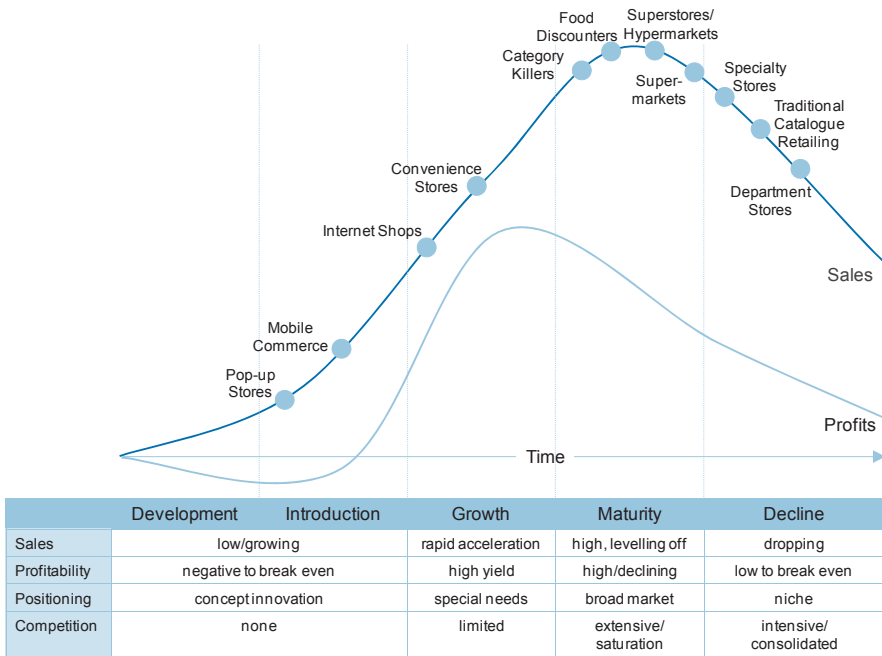 Food
Discounters
Superstores/
Hypermarkets
Category
Killers
Super-
markets
Specialty
Stores
Traditional
Catalogue
Retailing
Convenience
Stores
Department
Stores
Internet Shops
Sales
Mobile
Commerce
Pop-up
Stores
Profits
Time
Development Introduction Growth Maturity Decline
Sales low/growing rapid acceleration high, levelling off dropping
Profitability negative to break even high yield high/declining low to break even
Positioning concept innovation special needs broad market niche
Competition none limited extensive/ intensive/
saturation consolidated